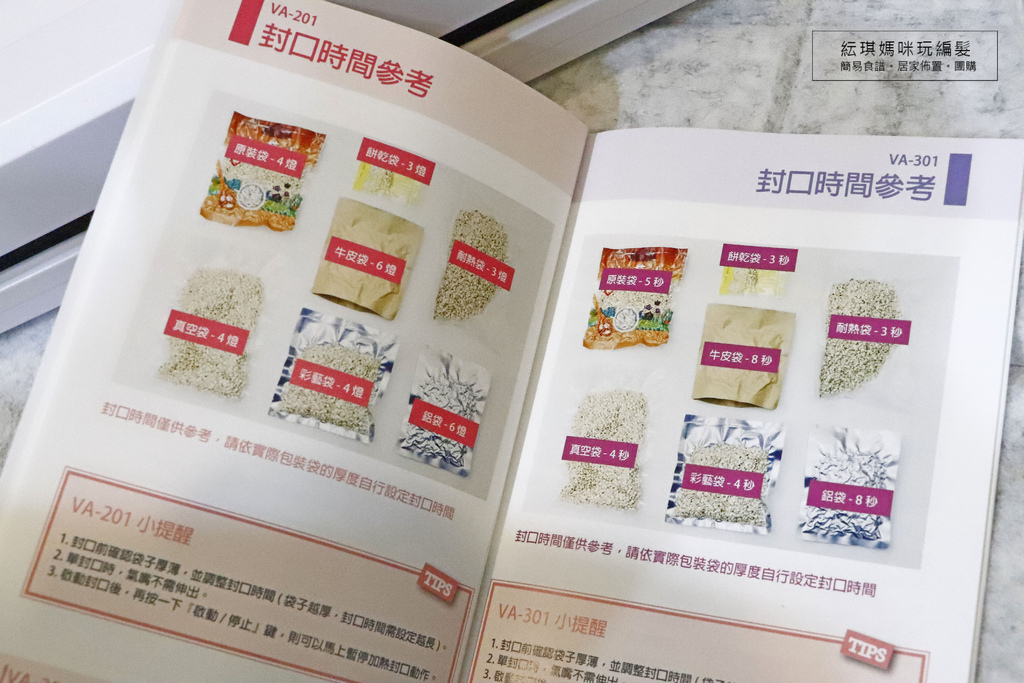 紜琪媽咪玩編髮
簡易食譜。居家佈置。團購
VA-201
封口時間參考
原裝袋 - 4 燈
餅乾袋 - 3 燈
牛皮袋 - 6 燈
耐熱袋 - 3 燈
真空袋 - 4 燈
彩藝袋 - 4 燈
鋁袋 - 6 燈
封口時間僅供參考，請依實際包裝袋的厚度自行設定封口時間
VA-201 小提醒
TIPS
1. 封口前確認袋子厚薄，並調整封口時間 ( 袋子越厚，封口時間需設定越長 )。
2. 單封口時，氣嘴不需伸出。
3. 啟動封口後，再按一下「啟動 / 停止」鍵，則可以馬上暫停加熱封口動作。
VA-301
封口時間參考
原裝袋 - 5 秒
餅乾袋 - 3 秒
牛皮袋 - 8 秒
耐熱袋 - 3 秒
真空袋 - 4 秒
彩藝袋 - 4 秒
鋁袋 - 8 秒
封口時間僅供參考，請依實際包裝袋的厚度自行設定封口時間
VA-301 小提醒
TIPS
1. 封口前確認袋子厚薄，並調整封口時間
2. 單封口時，氣嘴不需伸出